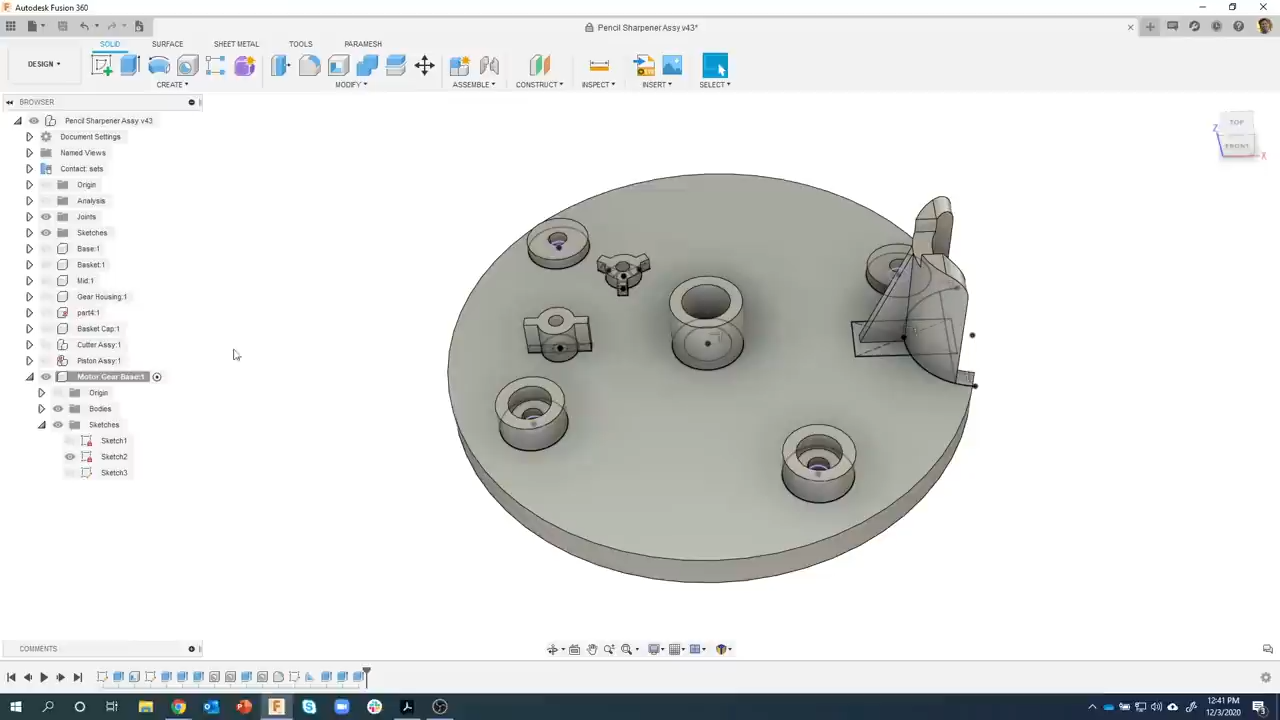 Autodesk Fusion 360
Pencil Sharpener Assy v43*
DESIGN
SOLID SURFACE SHEET METAL TOOLS PARAMESH
CREATE MODIFY ASSEMBLE CONSTRUCT INSPECT INSERT SELECT
BROWSER
Pencil Sharpener Assy v43
Document Settings
Named Views
Contact: sets
Origin
Analysis
Joints
Sketches
Base:1
Basket:1
Mid:1
Gear Housing:1
part4:1
Basket Cap:1
Cutter Assy:1
Piston Assy:1
Motor Gear Base:1
Origin
Bodies
Sketches
Sketch1
Sketch2
Sketch3
TOP
FRONT
Z
X
COMMENTS
12:41 PM
12/3/2020